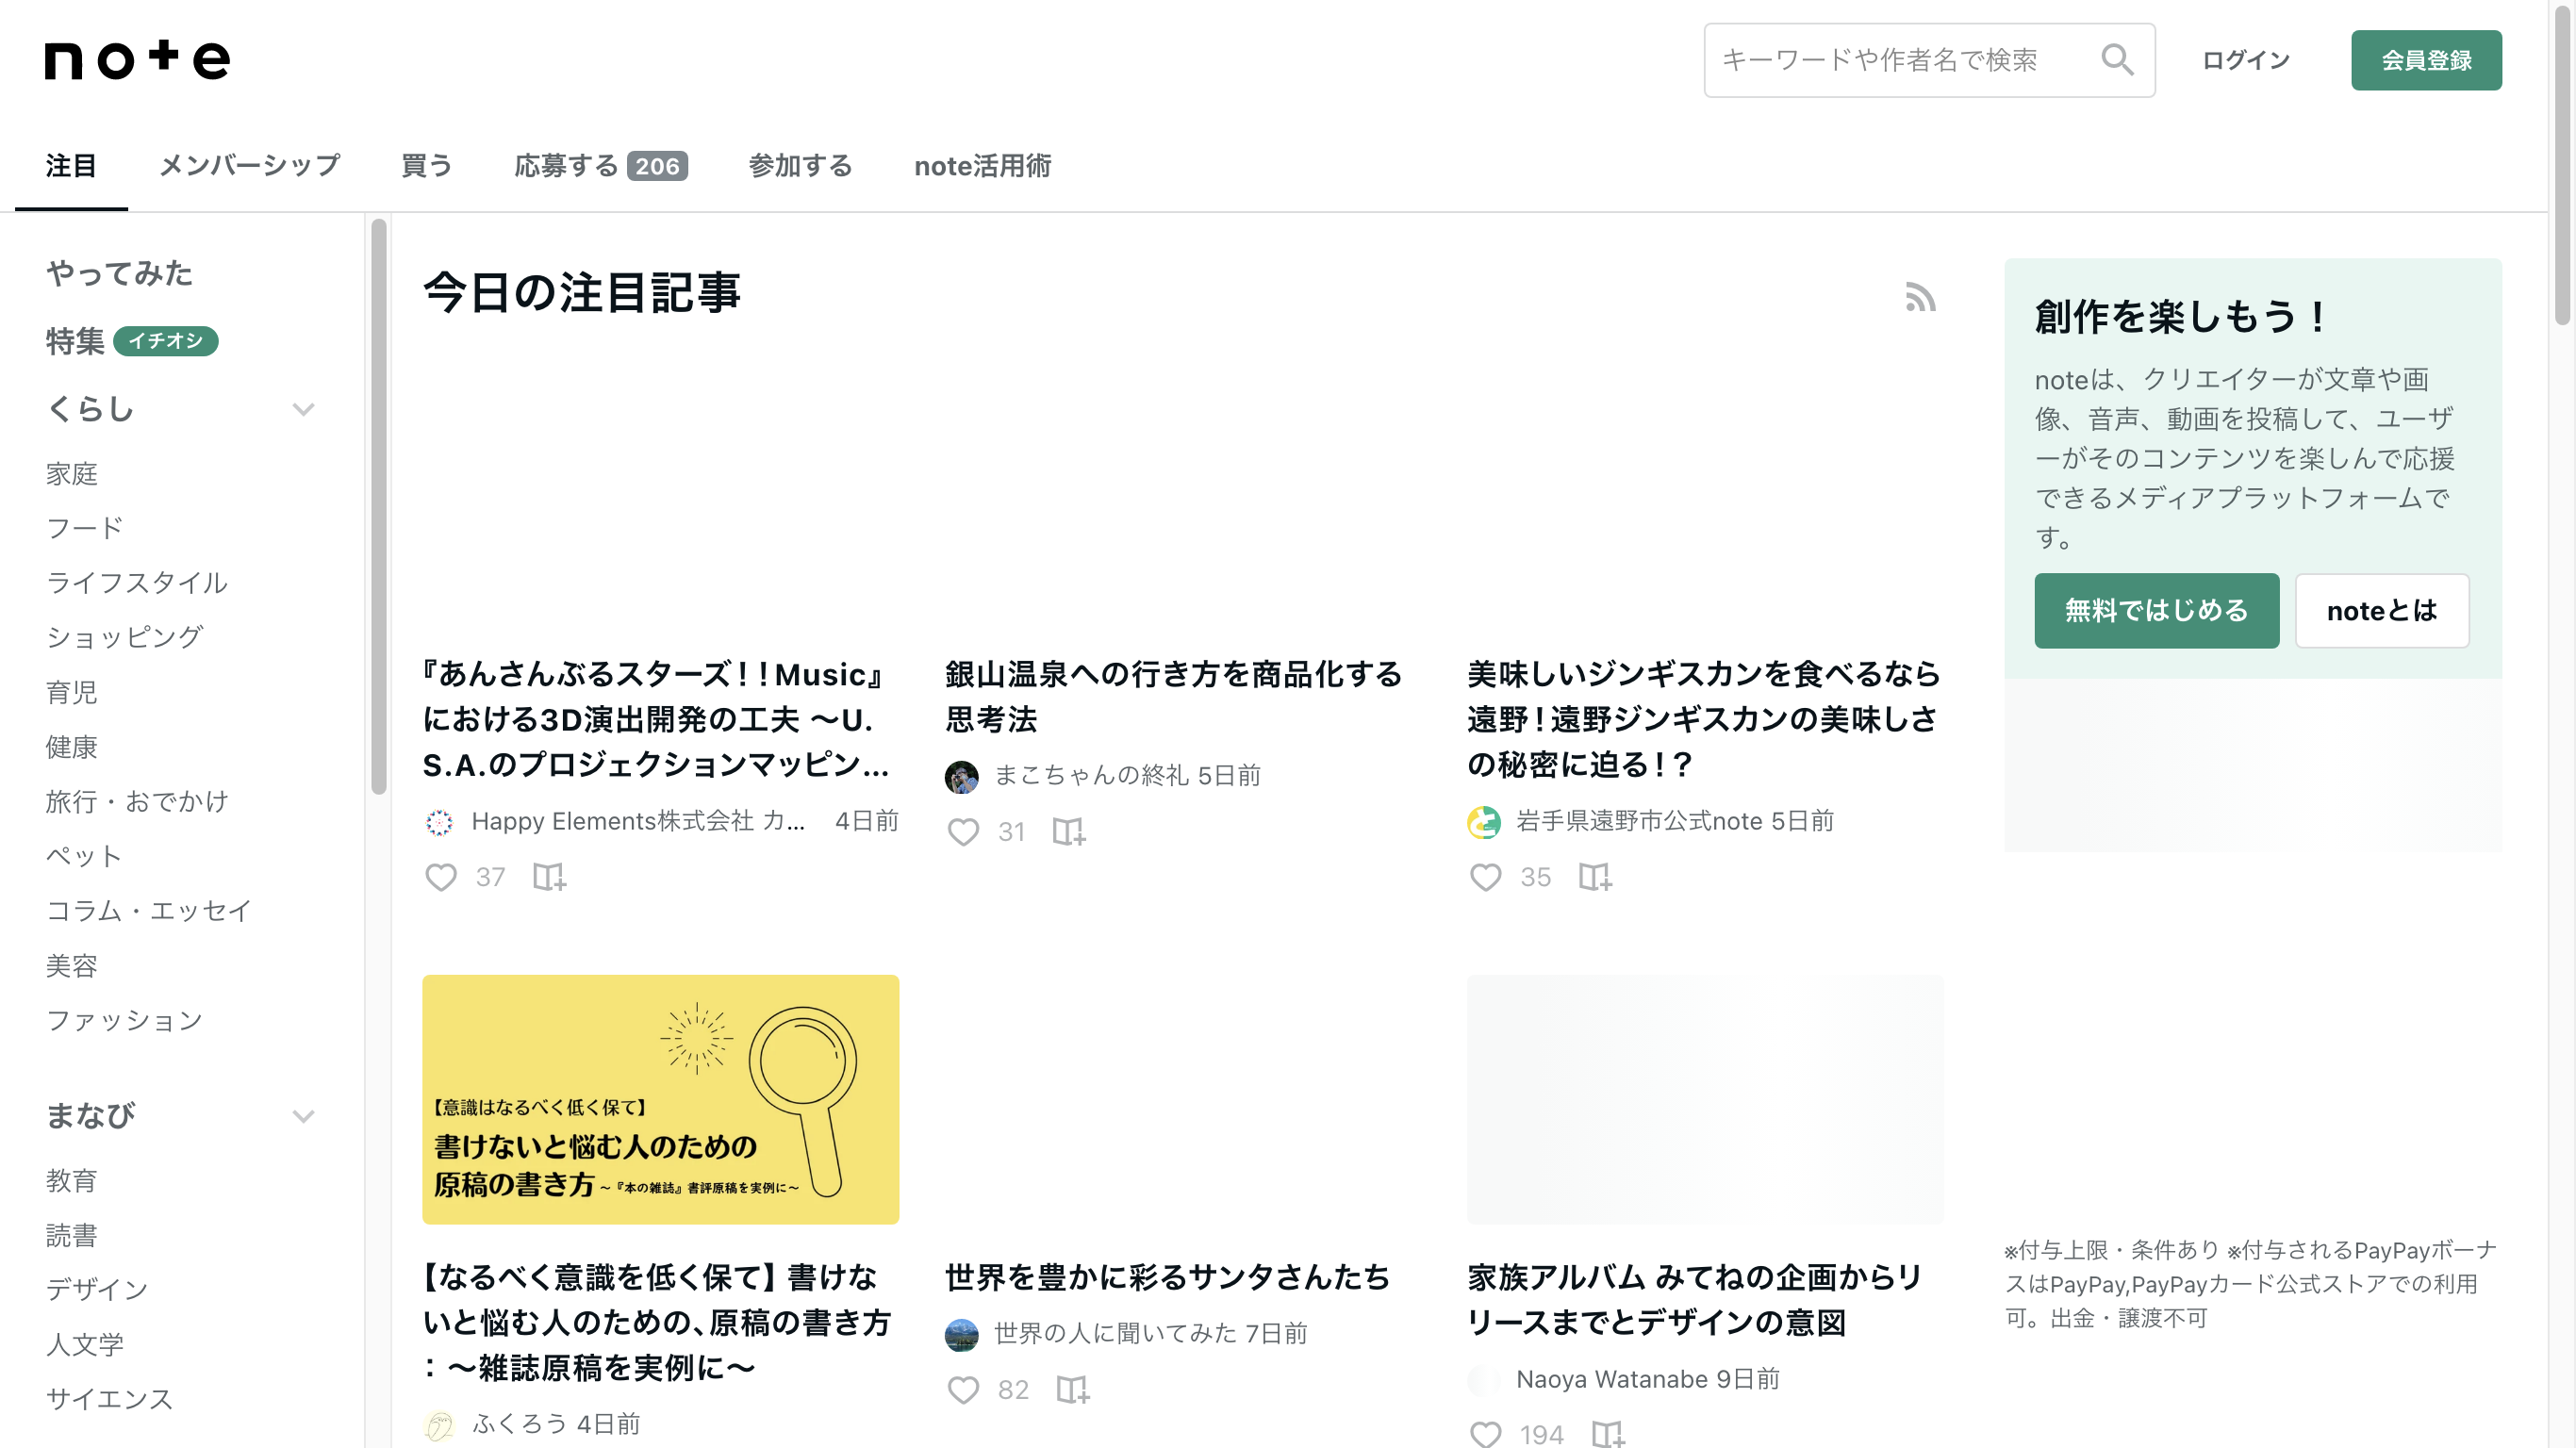 note
キーワードや作者名で検索
ログイン
会員登録
注目
メンバーシップ
買う
応募する 206
参加する
note活用術
やってみた
特集 イチオシ
くらし
家庭
フード
ライフスタイル
ショッピング
育児
健康
旅行・おでかけ
ペット
コラム・エッセイ
美容
ファッション
まなび
教育
読書
デザイン
人文学
サイエンス
今日の注目記事
『あんさんぶるスターズ！！Music』
における3D演出開発の工夫 〜U.
S.A.のプロジェクションマッピン...
Happy Elements株式会社 カ... 4日前
37
銀山温泉への行き方を商品化する
思考法
まこちゃんの終礼 5日前
31
美味しいジンギスカンを食べるなら
遠野！遠野ジンギスカンの美味しさ
の秘密に迫る！？
岩手県遠野市公式note 5日前
35
【意識はなるべく低く保て】
書けないと悩む人のための
原稿の書き方 〜『本の雑誌』書評原稿を実例に〜
【なるべく意識を低く保て】書けな
いと悩む人のための、原稿の書き方
：〜雑誌原稿を実例に〜
ふくろう 4日前
世界を豊かに彩るサンタさんたち
世界の人に聞いてみた 7日前
82
家族アルバム みてねの企画からリ
リースまでとデザインの意図
Naoya Watanabe 9日前
194
創作を楽しもう！
noteは、クリエイターが文章や画
像、音声、動画を投稿して、ユーザ
ーがそのコンテンツを楽しんで応援
できるメディアプラットフォームで
す。
無料ではじめる
noteとは
※付与上限・条件あり ※付与されるPayPayボーナ
スはPayPay,PayPayカード公式ストアでの利用
可。出金・譲渡不可